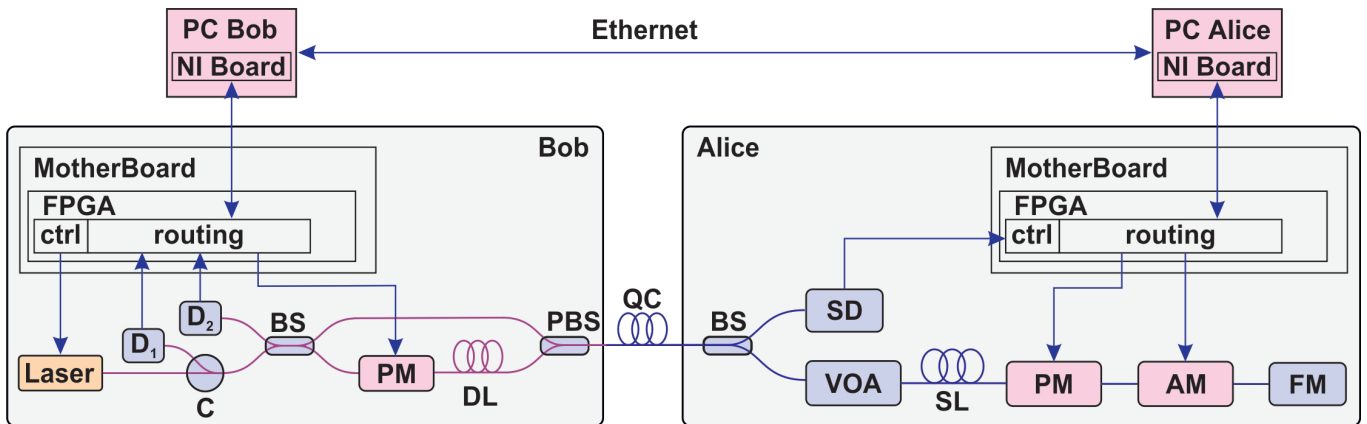 PC Bob
NI Board
Ethernet
PC Alice
NI Board
Bob
MotherBoard
FPGA
ctrl routing
D1
D2
BS
PBS
Laser
C
PM
DL
QC
Alice
MotherBoard
FPGA
ctrl routing
BS
SD
VOA
SL
PM
AM
FM